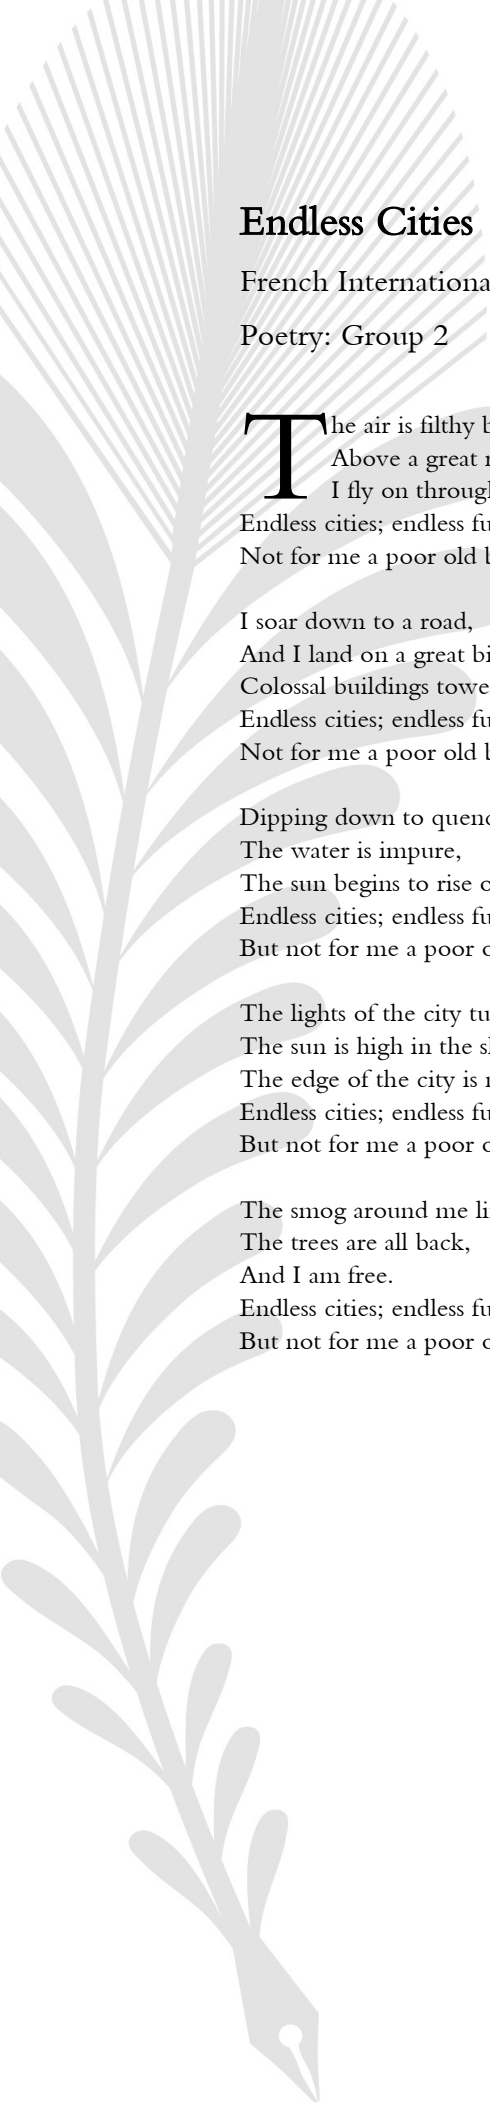 Endless Cities
French Internationa
Poetry: Group 2
The air is filthy b
Above a great
I fly on through
Endless cities; endless fu
Not for me a poor old b
I soar down to a road,
And I land on a great bi
Colossal buildings towe
Endless cities; endless fu
Not for me a poor old b
Dipping down to quenc
The water is impure,
The sun begins to rise o
Endless cities; endless fu
But not for me a poor o
The lights of the city tu
The sun is high in the sk
The edge of the city is
Endless cities; endless fu
But not for me a poor o
The smog around me li
The trees are all back,
And I am free.
Endless cities; endless fu
But not for me a poor o